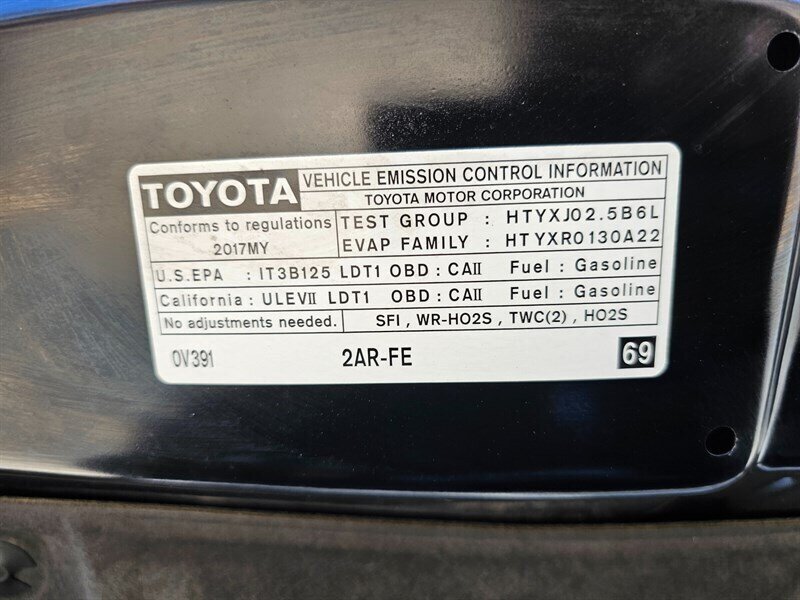 TOYOTA VEHICLE EMISSION CONTROL INFORMATION
TOYOTA MOTOR CORPORATION
Conforms to regulations
2017MY
TEST GROUP : HTYXJ02.5B6L
EVAP FAMILY : HTYXR0130A22
U.S.EPA : IT3B125 LDT1 OBD : CAII Fuel : Gasoline
California : ULEVII LDT1 OBD : CAII Fuel : Gasoline
No adjustments needed. SFI , WR-HO2S , TWC(2) , HO2S
0V391 2AR-FE 69